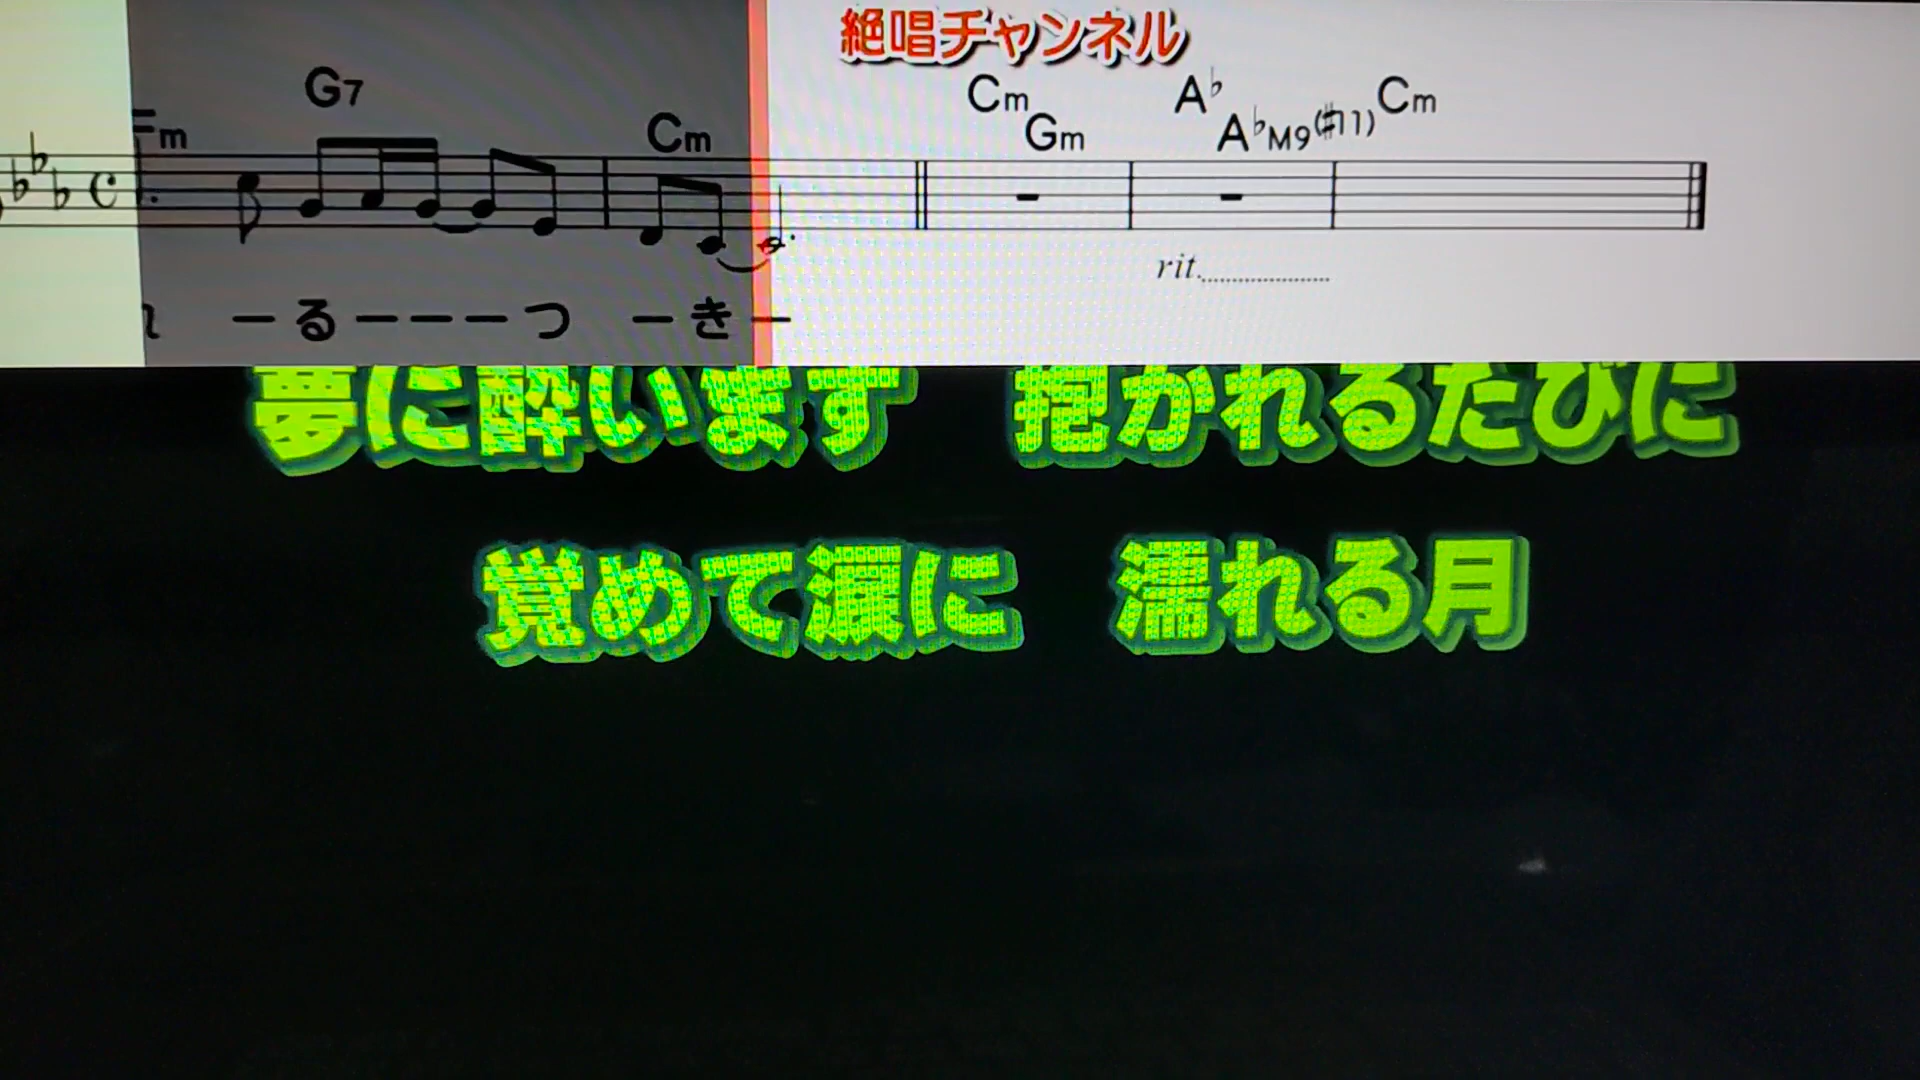 絶唱チャンネル
Fm G7 Cm Cm Gm A♭ A♭M9(♯11) Cm
rit.
ーるーーーつ ーきー
夢に酔います 抱かれるたびに
覚めて涙に 濡れる月